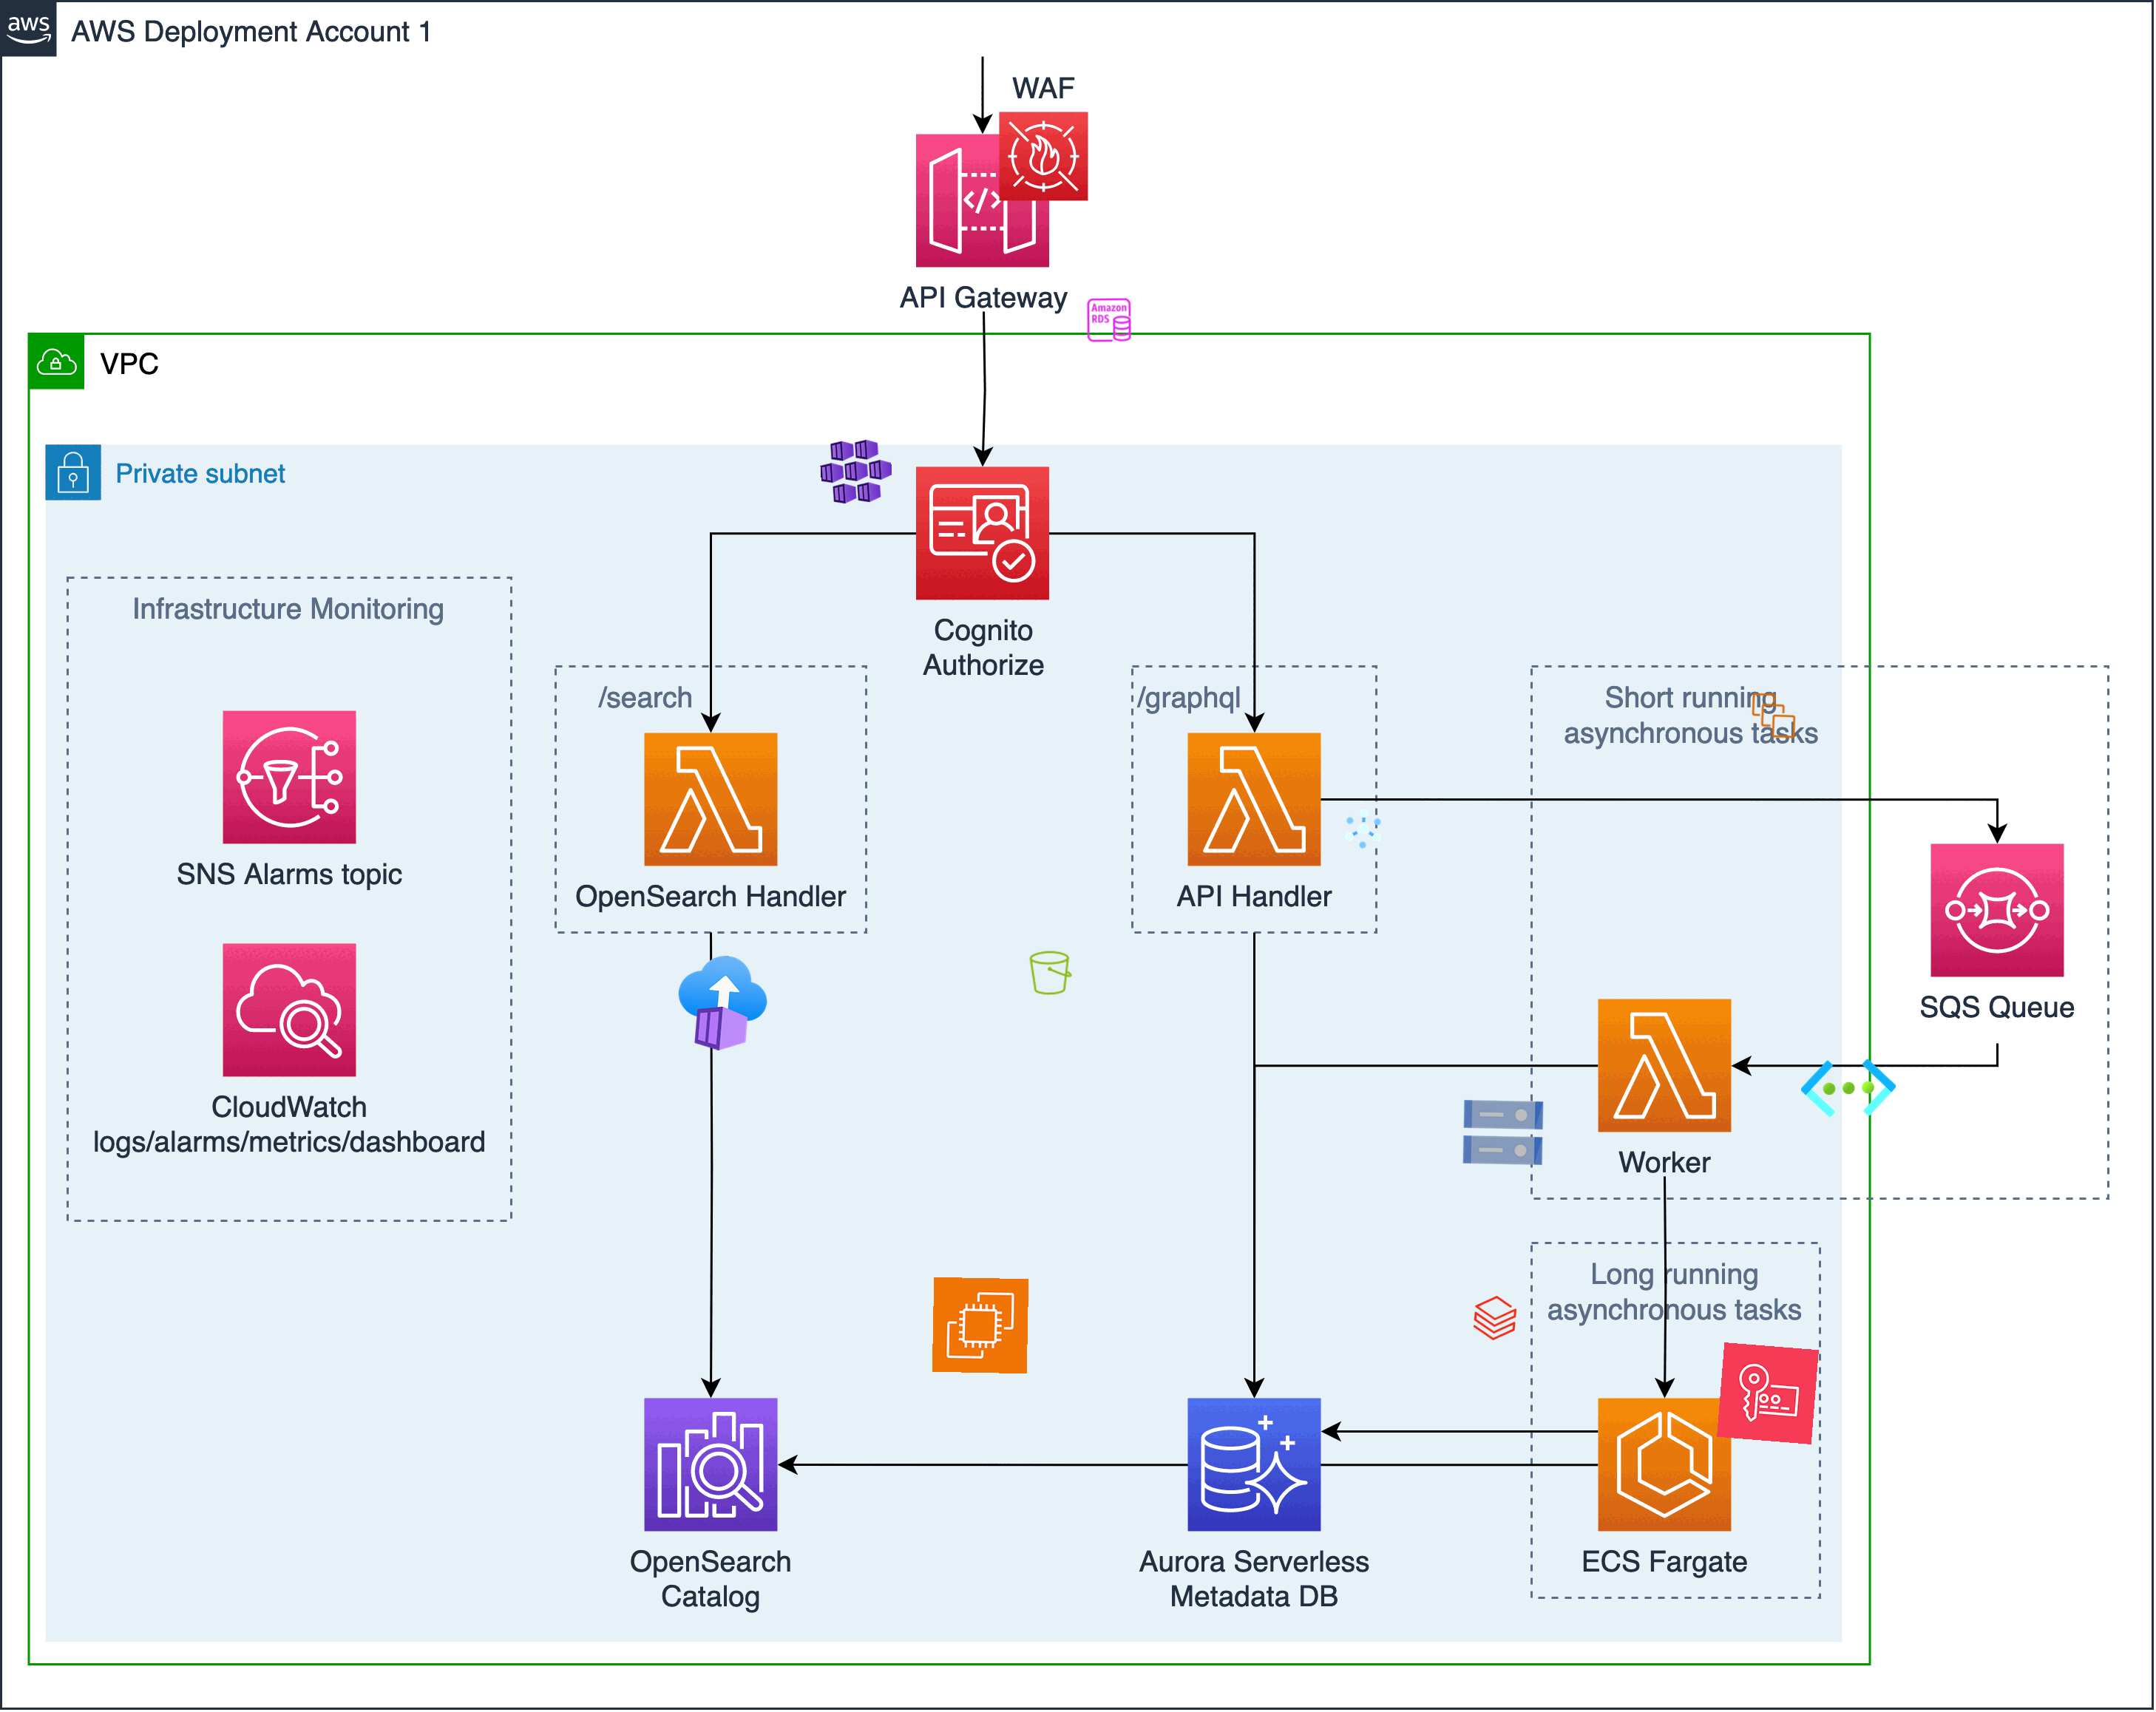 aws
AWS Deployment Account 1
WAF
API Gateway
Amazon
RDS
VPC
Private subnet
Cognito
Authorize
Infrastructure Monitoring
/search
/graphql
Short running
asynchronous tasks
SNS Alarms topic
OpenSearch Handler
API Handler
SQS Queue
CloudWatch
logs/alarms/metrics/dashboard
Worker
Long running
asynchronous tasks
OpenSearch
Catalog
Aurora Serverless
Metadata DB
ECS Fargate